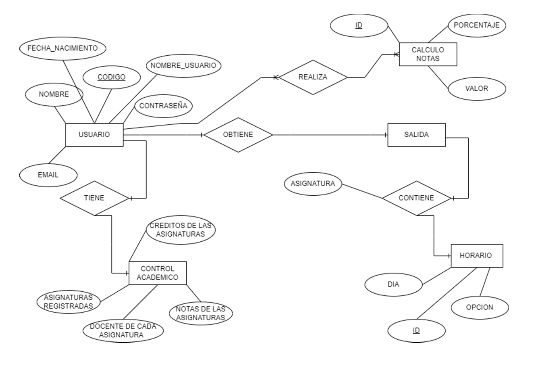 ID
PORCENTAJE
FECHA_NACIMIENTO
CALCULO
NOTAS
NOMBRE_USUARIO
CODIGO
REALIZA
VALOR
NOMBRE
CONTRASEÑA
USUARIO
OBTIENE
SALIDA
EMAIL
ASIGNATURA
TIENE
CONTIENE
CREDITOS DE LAS
ASIGNATURAS
HORARIO
CONTROL
ACADEMICO
DIA
ASIGNATURAS
REGISTRADAS
NOTAS DE LAS
ASIGNATURAS
OPCION
DOCENTE DE CADA
ASIGNATURA
ID